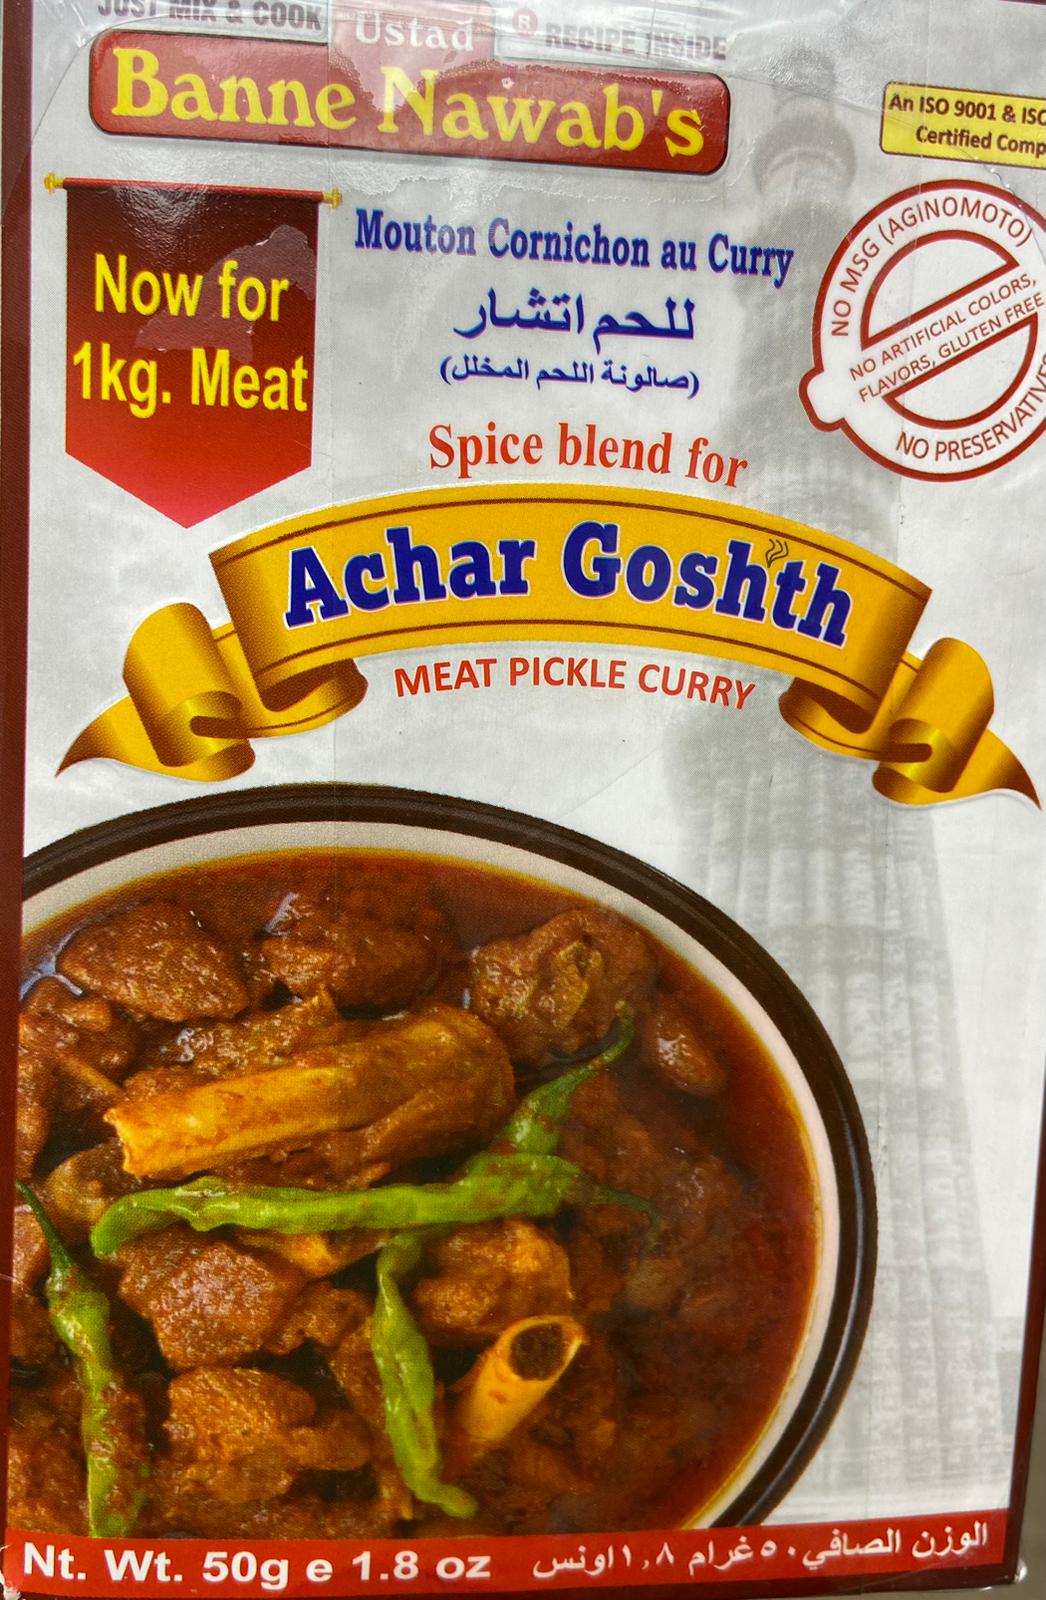 JUST MIX & COOK
Ustad
®
RECIPE INSIDE
Banne Nawab's
An ISO 9001 & ISO
Certified Comp
Now for
1kg. Meat
Mouton Cornichon au Curry
للحم اتشار
(صالونة اللحم المخلل)
NO MSG (AGINOMOTO)
NO ARTIFICIAL COLORS,
FLAVORS, GLUTEN FREE
NO PRESERVATIVE
Spice blend for
Achar Goshth
MEAT PICKLE CURRY
Nt. Wt. 50g e 1.8 oz
الوزن الصافي ٥٠ غرام ١,٨ اونس